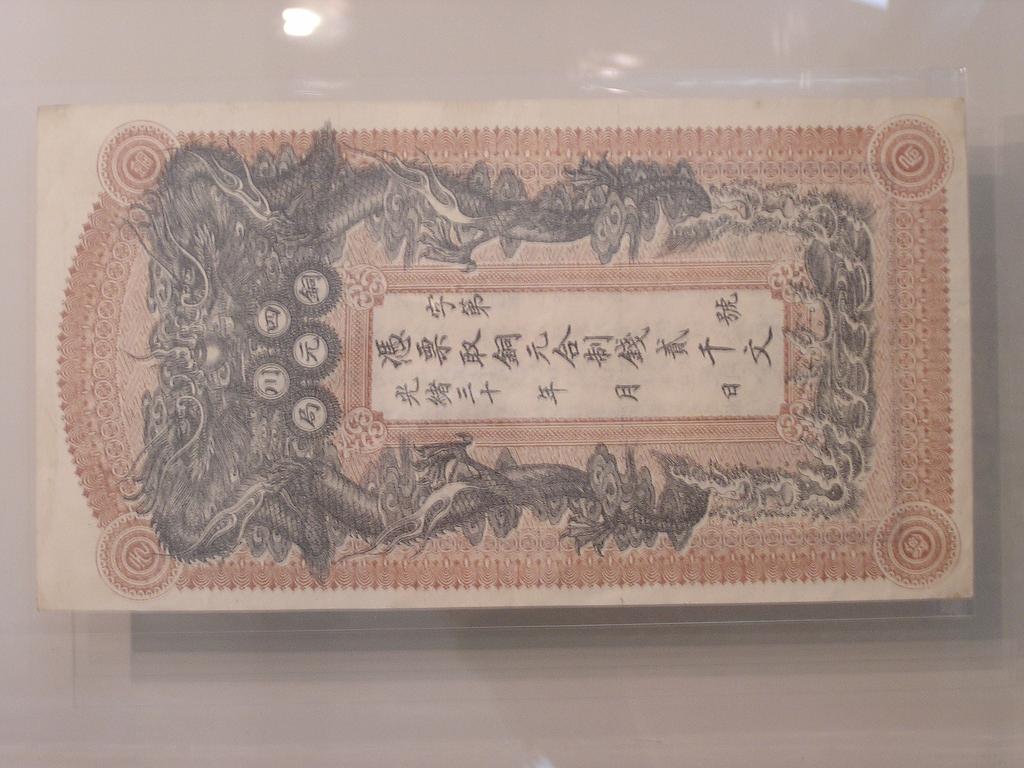 四川
銅元局
字第 號
憑票取銅元合制錢貳千文
光緒三十 年 月 日